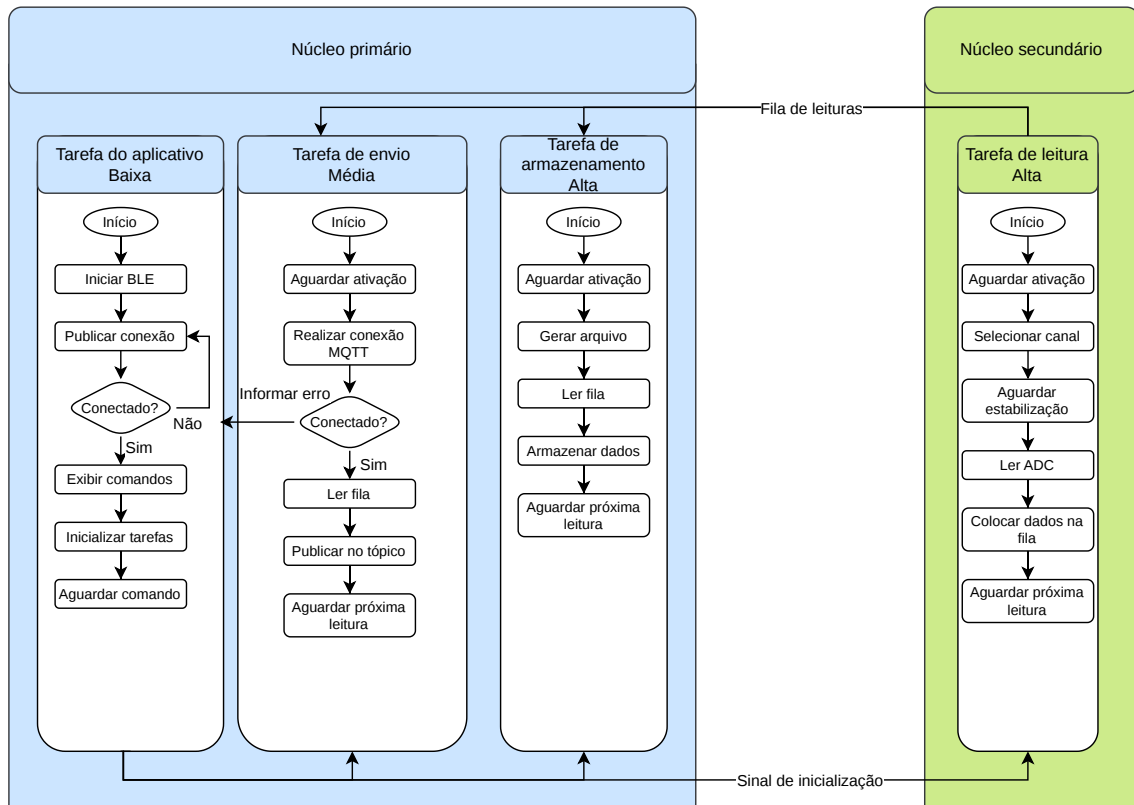 Núcleo primário
Núcleo secundário
Fila de leituras
Tarefa do aplicativo
Baixa
Início
Iniciar BLE
Publicar conexão
Conectado?
Não
Sim
Exibir comandos
Inicializar tarefas
Aguardar comando
Tarefa de envio
Média
Início
Aguardar ativação
Realizar conexão
MQTT
Informar erro
Conectado?
Sim
Ler fila
Publicar no tópico
Aguardar próxima
leitura
Tarefa de
armazenamento
Alta
Início
Aguardar ativação
Gerar arquivo
Ler fila
Armazenar dados
Aguardar próxima
leitura
Tarefa de leitura
Alta
Início
Aguardar ativação
Selecionar canal
Aguardar
estabilização
Ler ADC
Colocar dados na
fila
Aguardar próxima
leitura
Sinal de inicialização